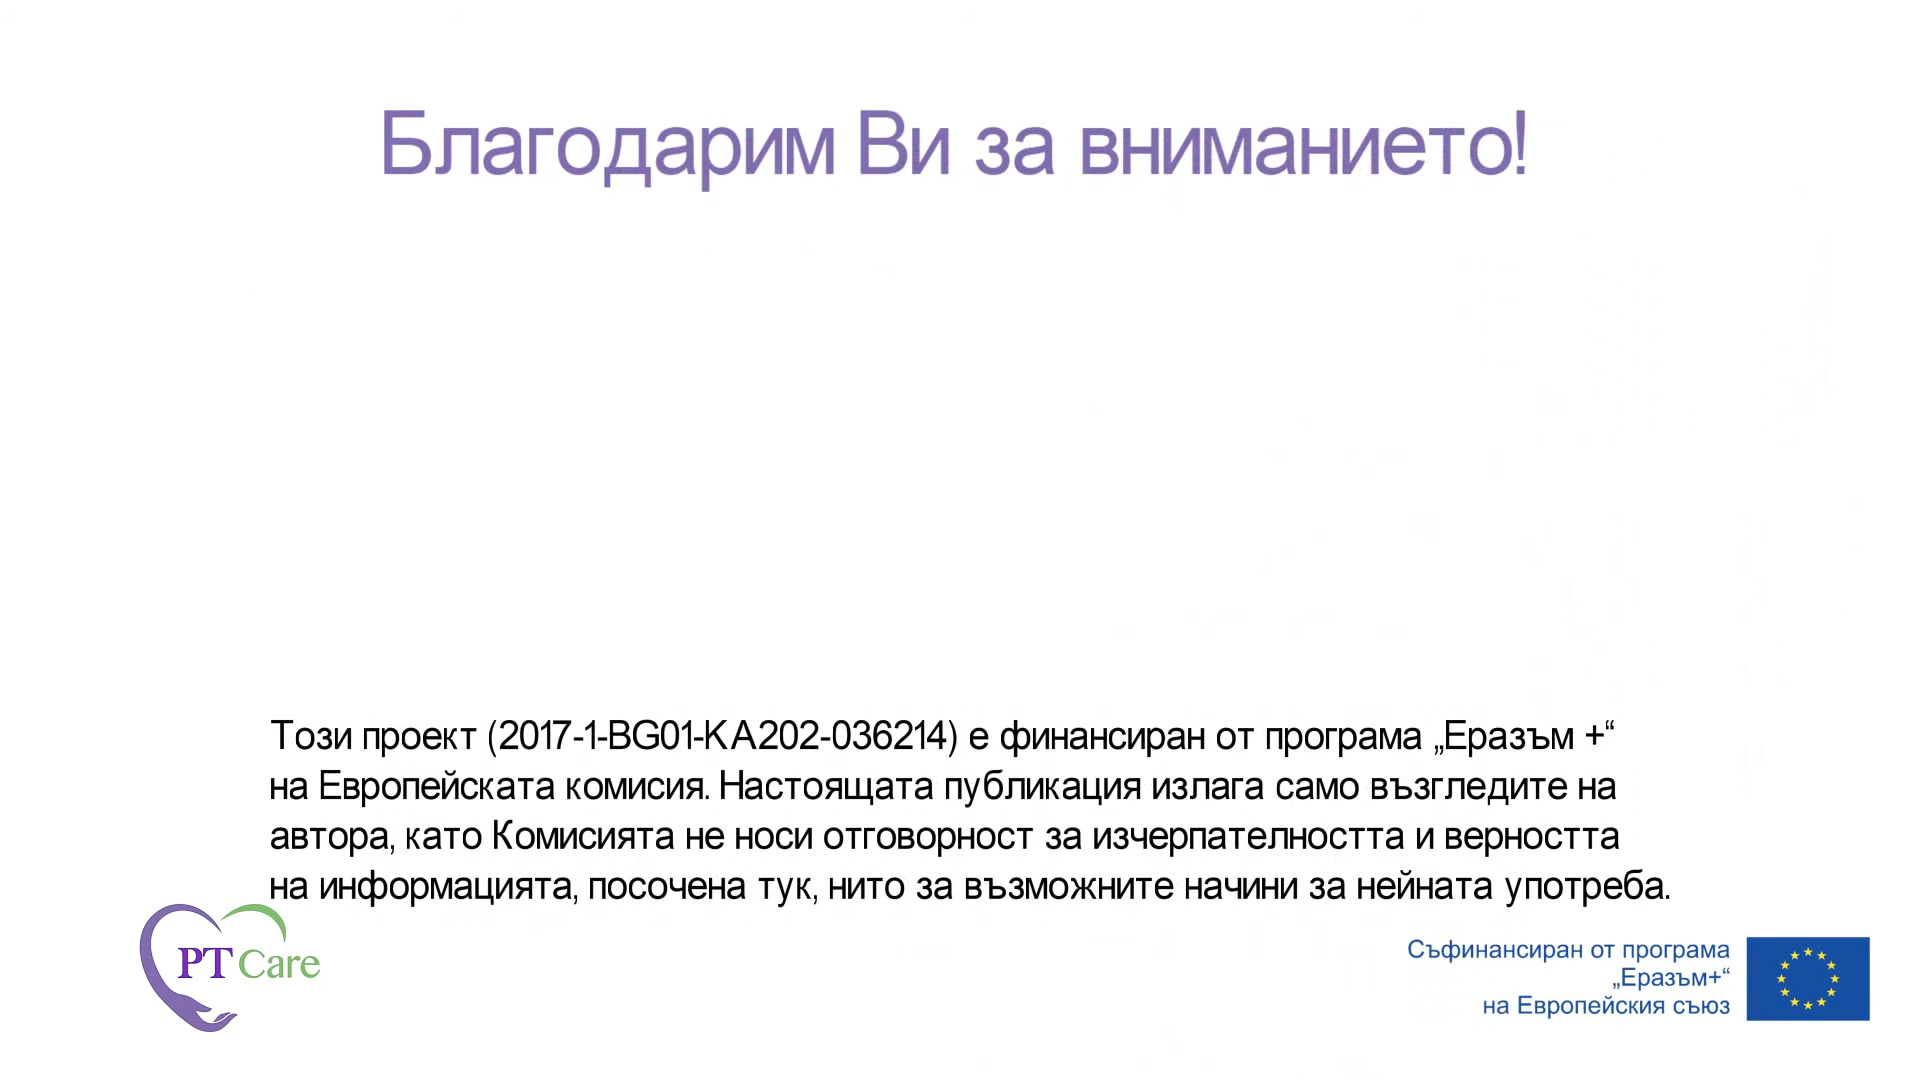 Благодарим Ви за вниманието!
Този проект (2017-1-BG01-KA202-036214) е финансиран от програма „Еразъм +“
на Европейската комисия. Настоящата публикация излага само възгледите на
автора, като Комисията не носи отговорност за изчерпателността и верността
на информацията, посочена тук, нито за възможните начини за нейната употреба.
PT Care
Съфинансиран от програма
„Еразъм+“
на Европейския съюз